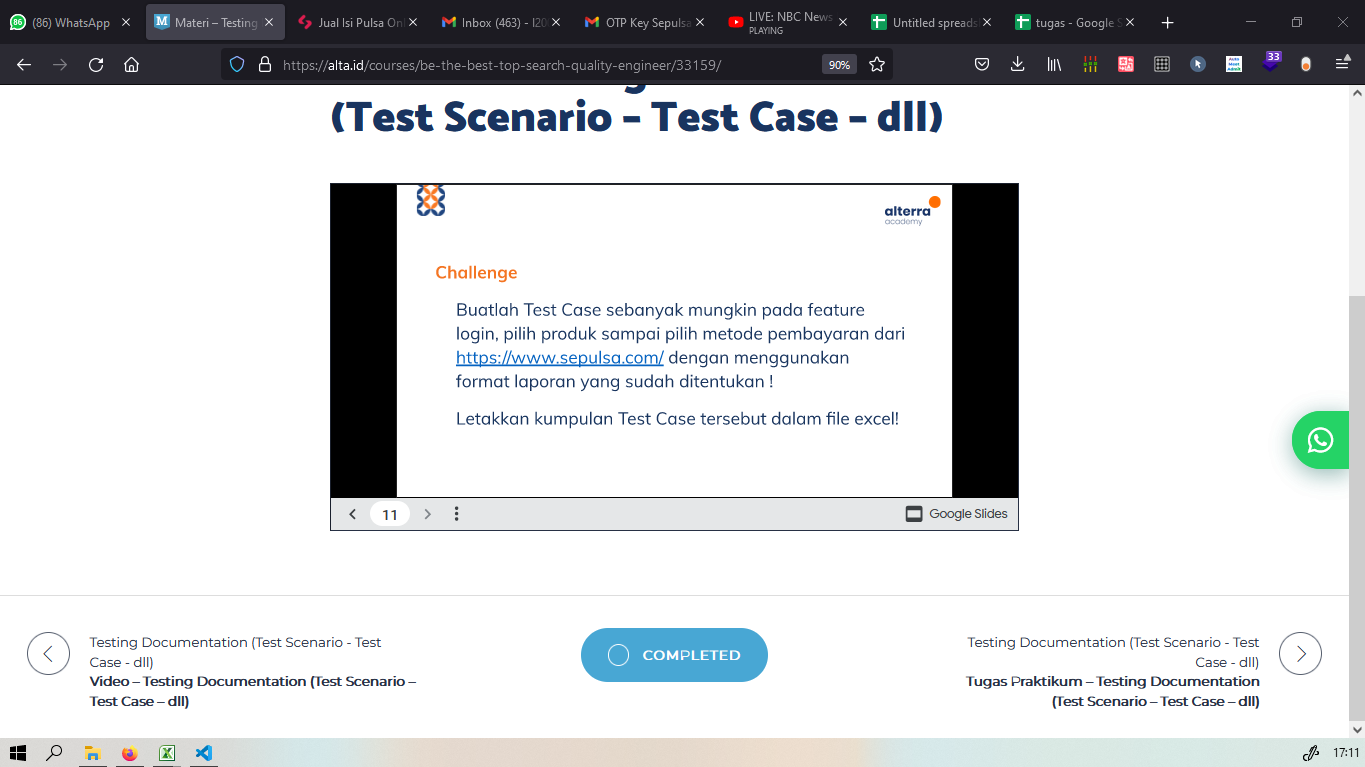 86
(86) WhatsApp
M
Materi – Testing
Jual Isi Pulsa Onl
Inbox (463) - l20
OTP Key Sepulsa
LIVE: NBC News
PLAYING
Untitled spreads
tugas - Google S
https://alta.id/courses/be-the-best-top-search-quality-engineer/33159/
90%
Auto
Meet
Admit
33
(Test Scenario – Test Case – dll)
alterra
academy
Challenge
Buatlah Test Case sebanyak mungkin pada feature
login, pilih produk sampai pilih metode pembayaran dari
https://www.sepulsa.com/ dengan menggunakan
format laporan yang sudah ditentukan !
Letakkan kumpulan Test Case tersebut dalam file excel!
11
Google Slides
Testing Documentation (Test Scenario - Test
Case - dll)
Video – Testing Documentation (Test Scenario –
Test Case – dll)
COMPLETED
Testing Documentation (Test Scenario - Test
Case - dll)
Tugas Praktikum – Testing Documentation
(Test Scenario – Test Case – dll)
17:11